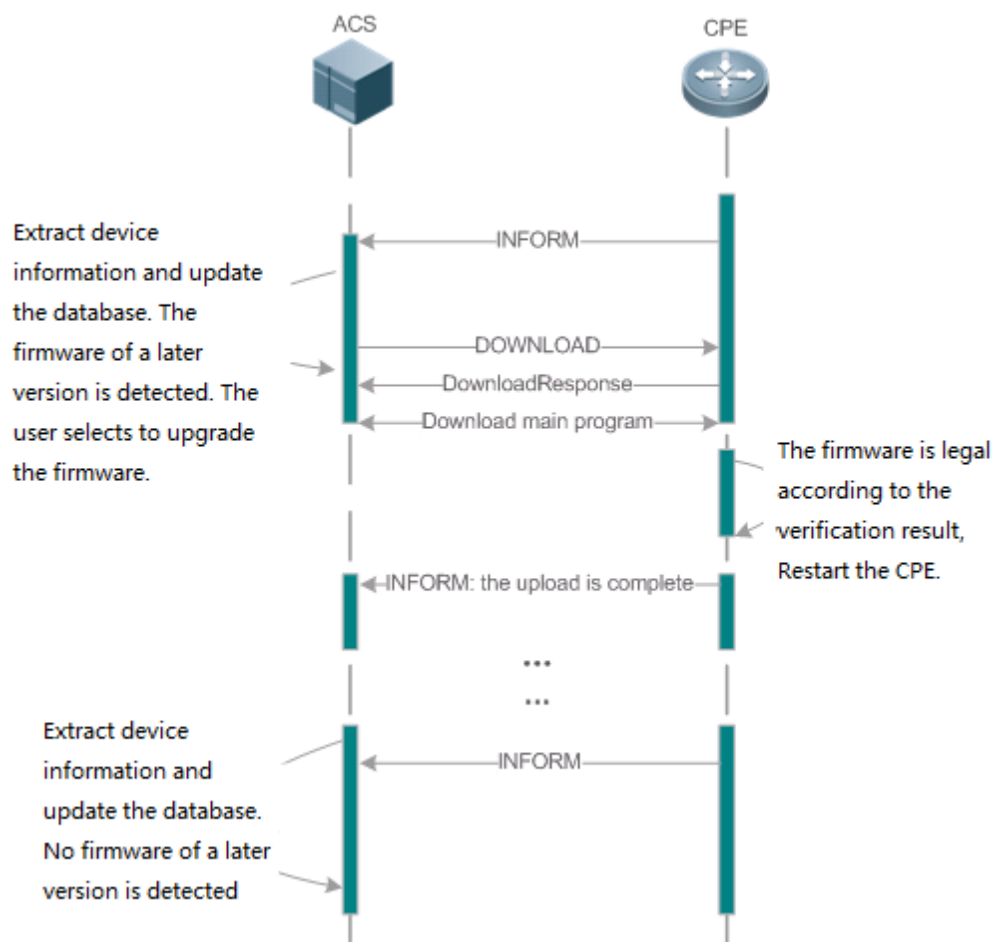 ACS
CPE
INFORM
Extract device
information and update
the database. The
firmware of a later
version is detected. The
user selects to upgrade
the firmware.
DOWNLOAD
DownloadResponse
Download main program
The firmware is legal
according to the
verification result,
Restart the CPE.
INFORM: the upload is complete
...
...
Extract device
information and
update the database.
No firmware of a later
version is detected
INFORM